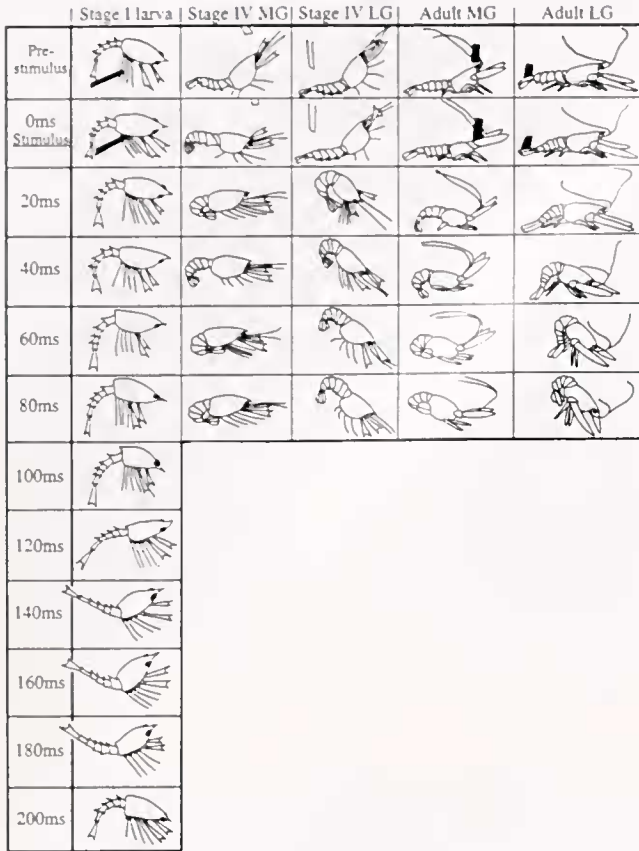 Stage I larva Stage IV MG Stage IV LG Adult MG Adult LG
Pre-
stimulus
0ms
Stimulus
20ms
40ms
60ms
80ms
100ms
120ms
140ms
160ms
180ms
200ms